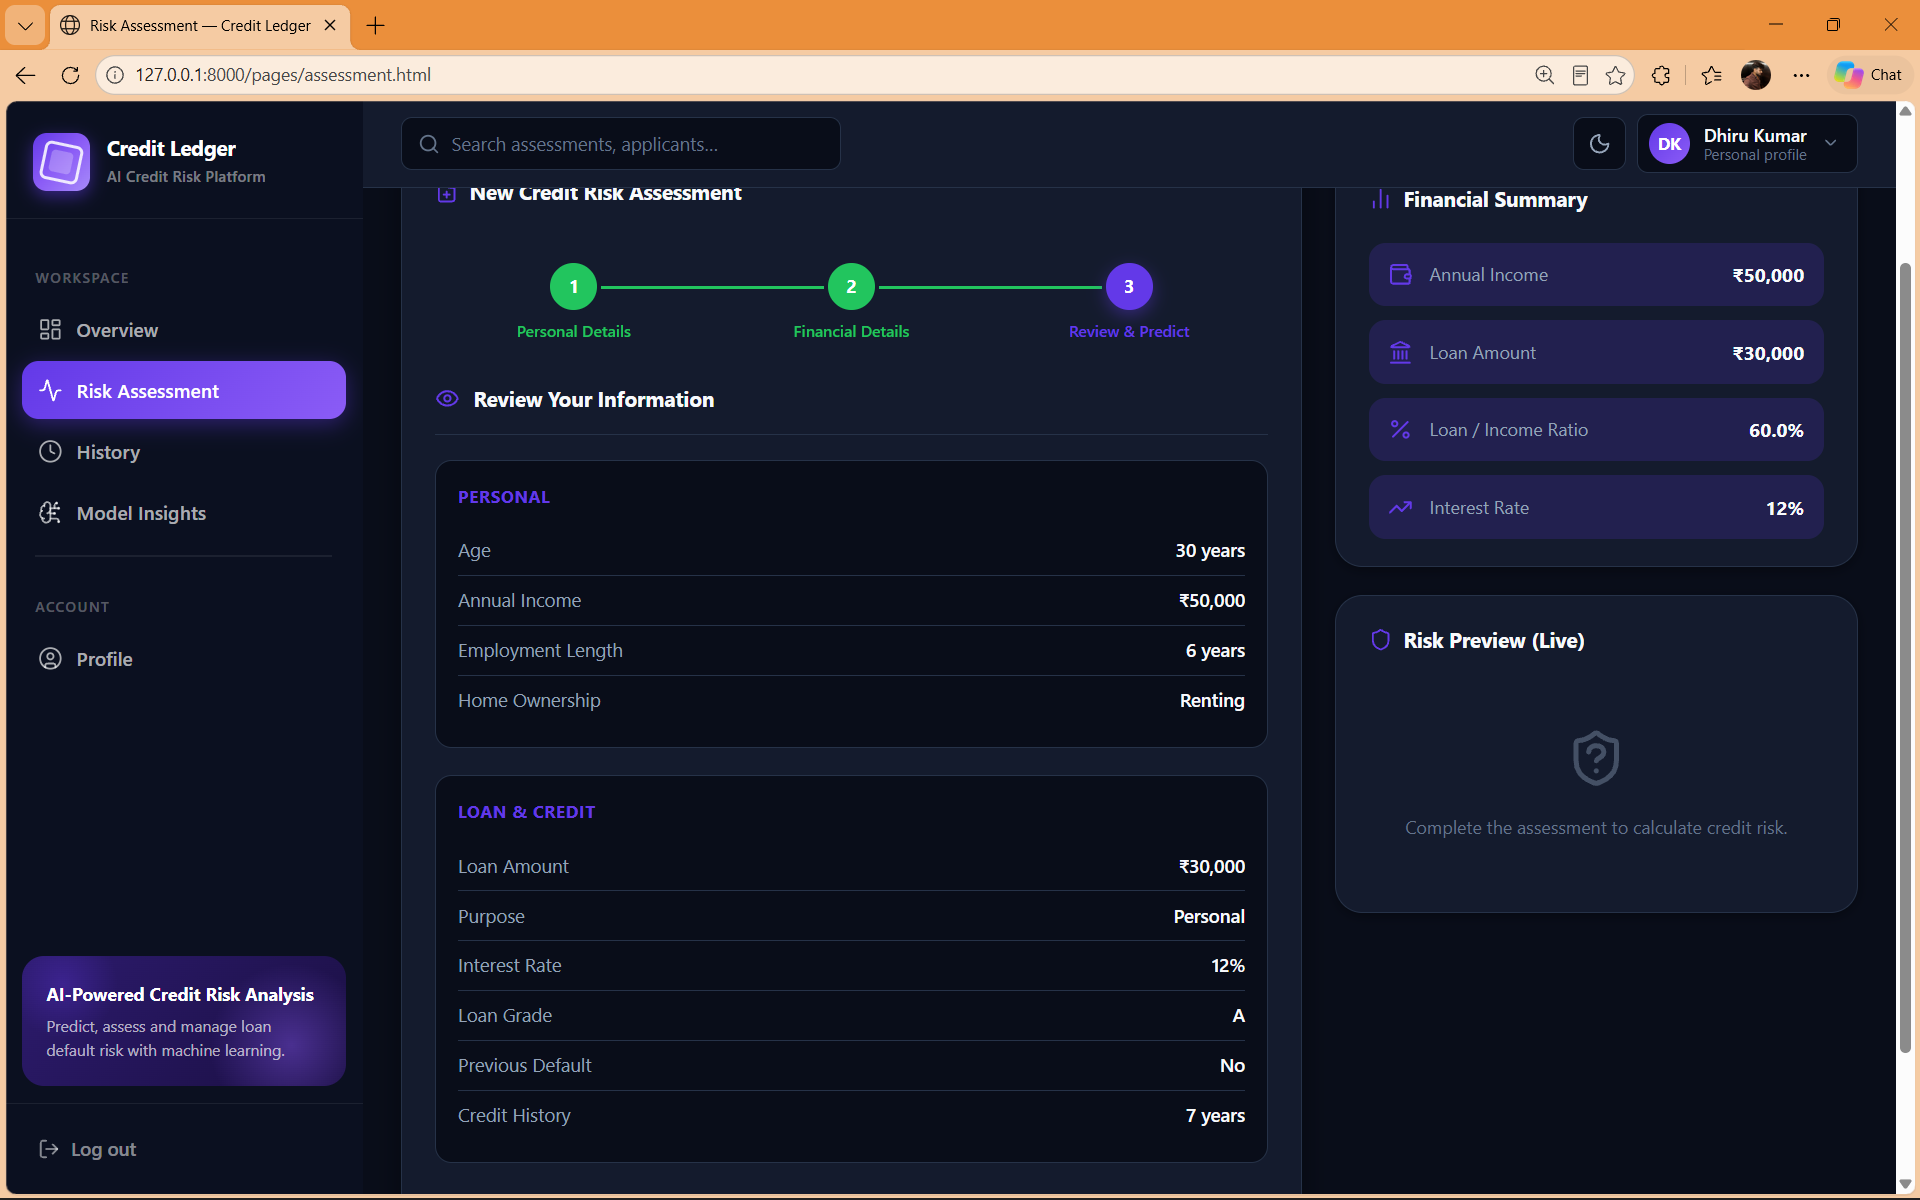 Risk Assessment — Credit Ledger
127.0.0.1:8000/pages/assessment.html
Chat
Credit Ledger
AI Credit Risk Platform
Search assessments, applicants...
DK
Dhiru Kumar
Personal profile
WORKSPACE
Overview
Risk Assessment
History
Model Insights
ACCOUNT
Profile
AI-Powered Credit Risk Analysis
Predict, assess and manage loan
default risk with machine learning.
Log out
New Credit Risk Assessment
1
2
3
Personal Details
Financial Details
Review & Predict
Review Your Information
PERSONAL
Age 30 years
Annual Income ₹50,000
Employment Length 6 years
Home Ownership Renting
LOAN & CREDIT
Loan Amount ₹30,000
Purpose Personal
Interest Rate 12%
Loan Grade A
Previous Default No
Credit History 7 years
Financial Summary
Annual Income ₹50,000
Loan Amount ₹30,000
Loan / Income Ratio 60.0%
Interest Rate 12%
Risk Preview (Live)
Complete the assessment to calculate credit risk.